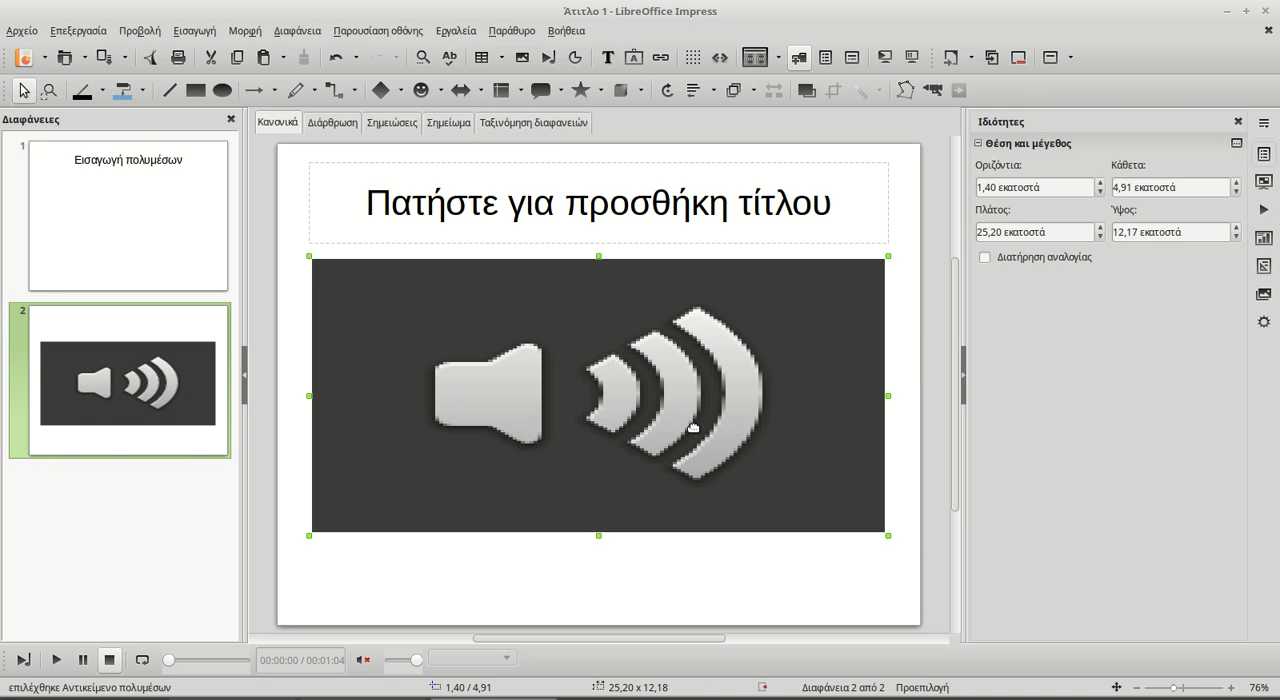 Άτιτλο 1 - LibreOffice Impress
Αρχείο Επεξεργασία Προβολή Εισαγωγή Μορφή Διαφάνεια Παρουσίαση οθόνης Εργαλεία Παράθυρο Βοήθεια
Διαφάνειες
1
Εισαγωγή πολυμέσων
2
Κανονικά Διάρθρωση Σημειώσεις Σημείωμα Ταξινόμηση διαφανειών
Πατήστε για προσθήκη τίτλου
Ιδιότητες
Θέση και μέγεθος
Οριζόντια: Κάθετα:
1,40 εκατοστά 4,91 εκατοστά
Πλάτος: Ύψος:
25,20 εκατοστά 12,17 εκατοστά
Διατήρηση αναλογίας
00:00:00 / 00:01:04
επιλέχθηκε Αντικείμενο πολυμέσων 1,40 / 4,91 25,20 x 12,18 Διαφάνεια 2 από 2 Προεπιλογή 76%